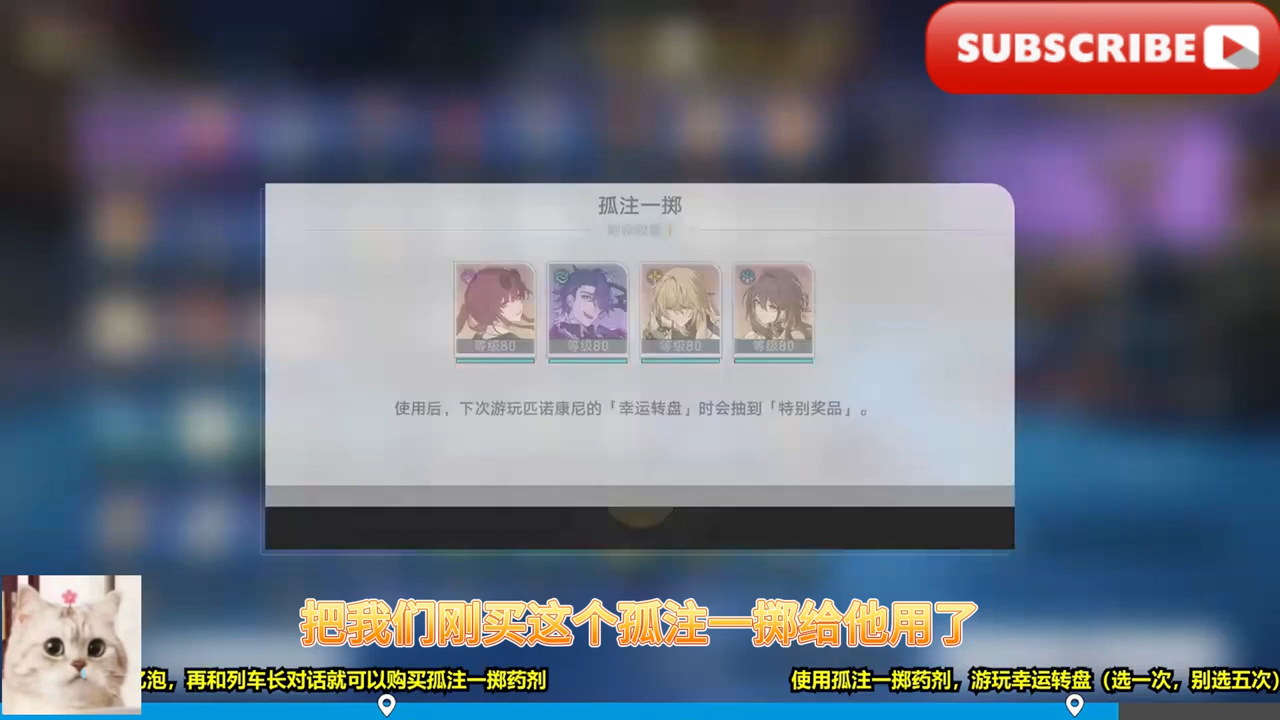 SUBSCRIBE
孤注一掷
等级80
等级80
等级80
等级80
使用后，下次游玩匹诺康尼的「幸运转盘」时会抽到「特别奖品」。
把我们刚买这个孤注一掷给他用了
泡，再和列车长对话就可以购买孤注一掷药剂
使用孤注一掷药剂，游玩幸运转盘（选一次，别选五次）